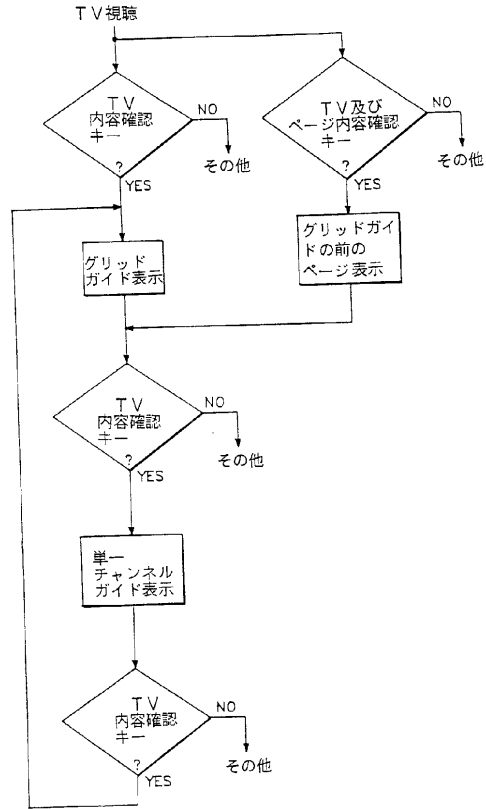 TV視聴
TV
内容確認
キー
?
NO
その他
YES
TV及び
ページ内容確認
キー
?
NO
その他
YES
グリッド
ガイド表示
グリッドガイ
ドの前の
ページ表示
TV
内容確認
キー
?
NO
その他
YES
単一
チャンネル
ガイド表示
TV
内容確認
キー
?
NO
その他
YES